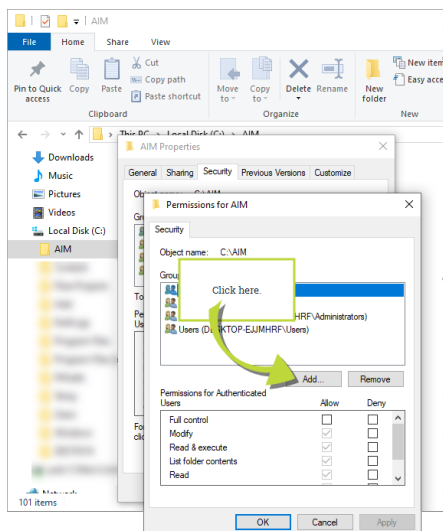 AIM
File Home Share View
Pin to Quick access
Copy
Paste
Cut
Copy path
Paste shortcut
Clipboard
Move to
Copy to
Delete
Rename
Organize
New folder
New item
Easy acce
New
This PC > Local Disk (C:) > AIM
Downloads
Music
Pictures
Videos
Local Disk (C:)
AIM
Network
101 items
AIM Properties
General Sharing Security Previous Versions Customize
Permissions for AIM
Security
Object name: C:\AIM
Grou
Click here.
HRF\Administrators)
Users (DESKTOP-EJJMHRF\Users)
Add... Remove
Permissions for Authenticated Users
Allow Deny
Full control
Modify
Read & execute
List folder contents
Read
OK Cancel Apply